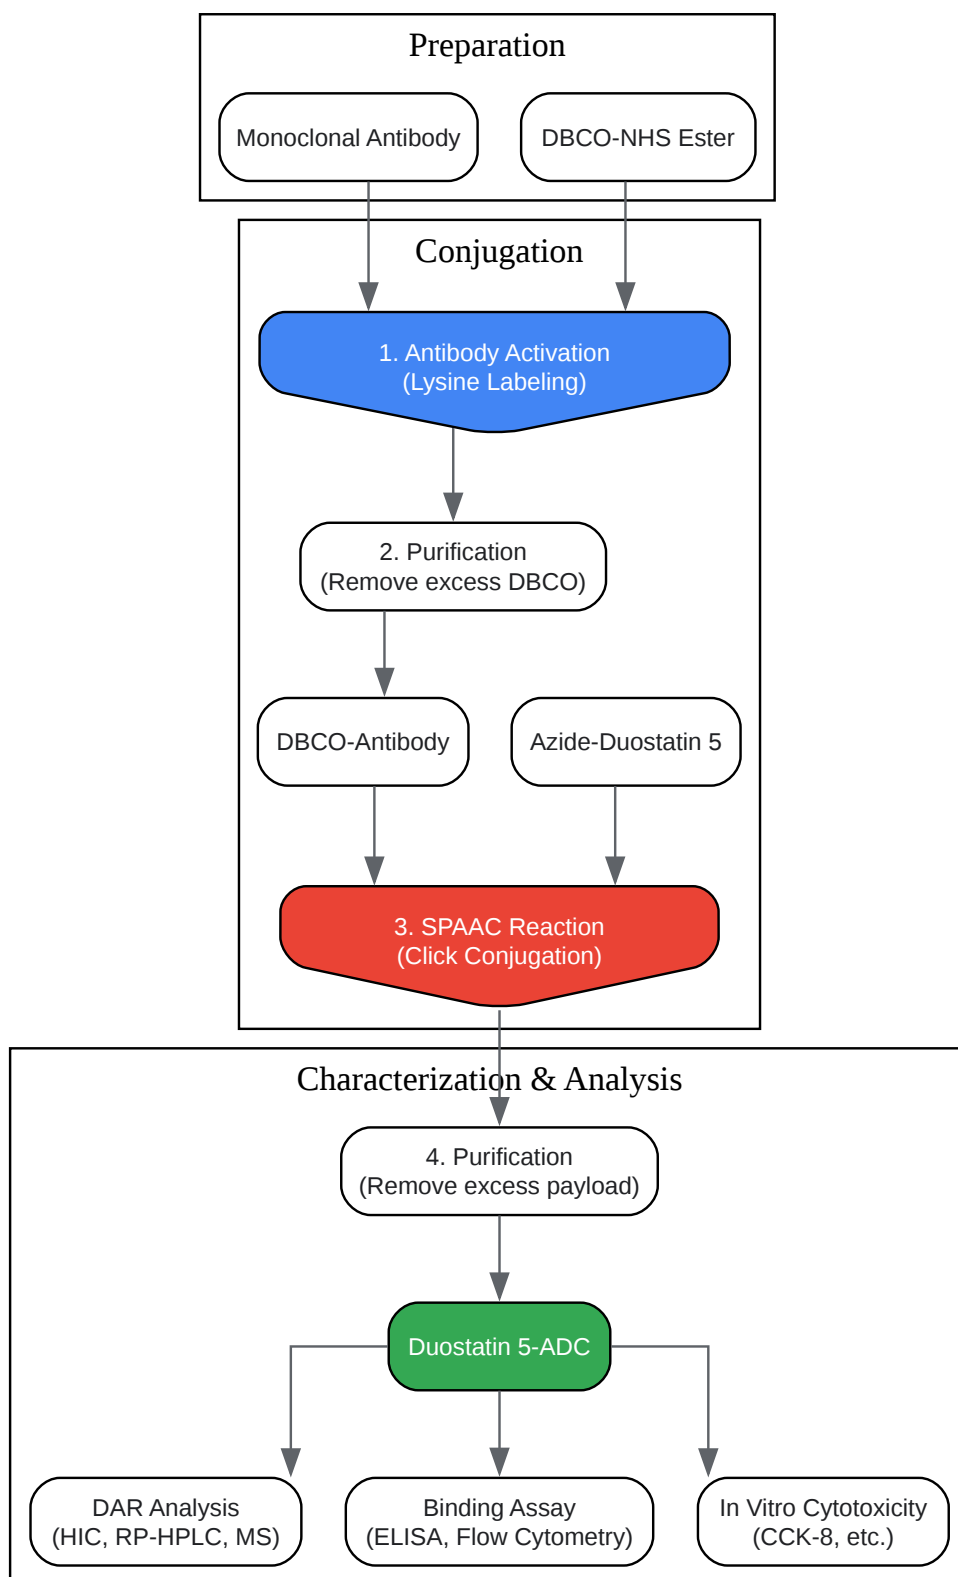 Preparation
Monoclonal Antibody
DBCO-NHS Ester
Conjugation
1. Antibody Activation
(Lysine Labeling)
2. Purification
(Remove excess DBCO)
DBCO-Antibody
Azide-Duostatin 5
3. SPAAC Reaction
(Click Conjugation)
Characterization & Analysis
4. Purification
(Remove excess payload)
Duostatin 5-ADC
DAR Analysis
(HIC, RP-HPLC, MS)
Binding Assay
(ELISA, Flow Cytometry)
In Vitro Cytotoxicity
(CCK-8, etc.)